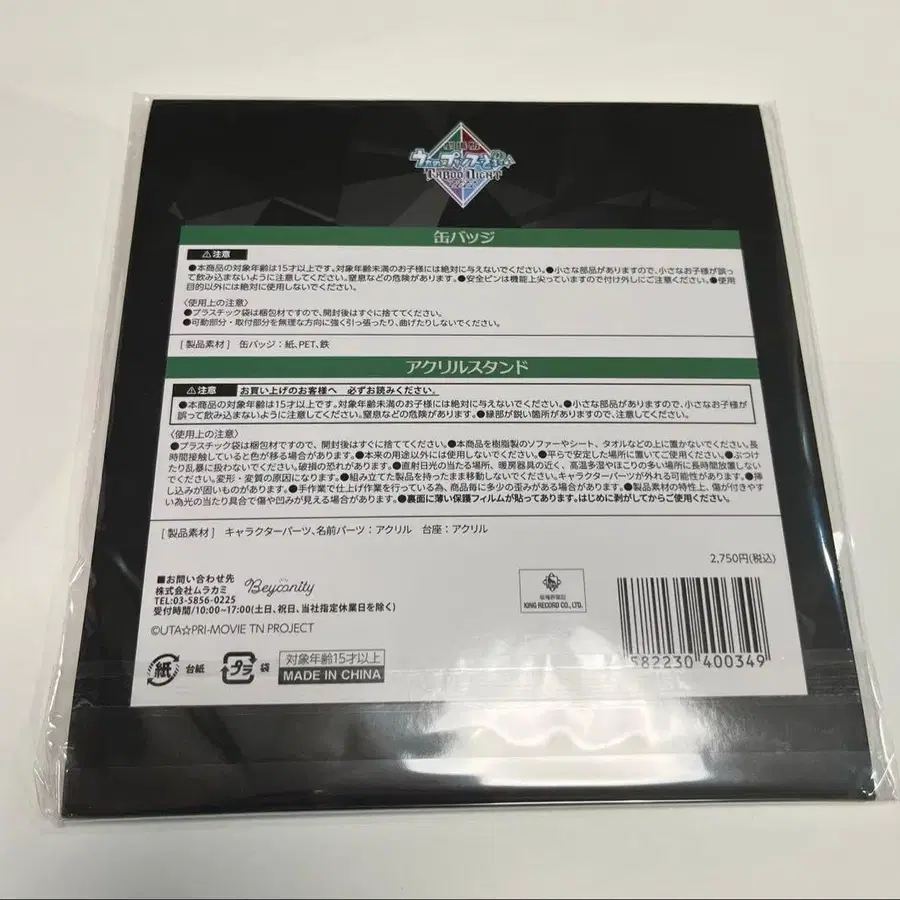 劇場版
うたの☆プリンスさまっ♪
TABOO NIGHT
XXXX
缶バッジ
⚠注意
●本商品の対象年齢は15才以上です。対象年齢未満のお子様には絶対に与えないでください。●小さな部品がありますので、小さなお子様が誤っ
て飲み込まないように注意してください。窒息などの危険があります。●安全ピンは機能上尖っていますので付け外しにご注意ください。●使用
目的以外には絶対に使用しないでください。
〈使用上の注意〉
●プラスチック袋は梱包材ですので、開封後はすぐに捨ててください。
●可動部分・取付部分を無理な方向に強く引っ張ったり、曲げたりしないでください。
[製品素材] 缶バッジ：紙、PET、鉄
アクリルスタンド
⚠注意 お買い上げのお客様へ 必ずお読みください。
●本商品の対象年齢は15才以上です。対象年齢未満のお子様には絶対に与えないでください。●小さな部品がありますので、小さなお子様が
誤って飲み込まないように注意してください。窒息などの危険があります。●縁部が鋭い箇所がありますので、注意してください。
〈使用上の注意〉
●プラスチック袋は梱包材ですので、開封後はすぐに捨ててください。●本商品を樹脂製のソファーやシート、タオルなどの上に置かないでください。長
時間接触していると色が移る場合があります。●本来の用途以外には使用しないでください。●平らで安定した場所に置いてご使用ください。●ぶつけ
たり乱暴に扱わないでください。破損の恐れがあります。●直射日光の当たる場所、暖房器具の近く、高温多湿やほこりの多い場所に長時間放置しない
でください。変形・変質の原因になります。●組み立てた製品を持ったまま移動しないでください。キャラクターパーツが外れる可能性があります。●挿
し込みが固いものがあります。●手作業で仕上げ作業を行っている為、商品毎に多少の歪みがある場合があります。●製品素材の特性上、傷が付きやす
い為光の当たり具合で傷や凹みが見える場合があります。●裏面に薄い保護フィルムが貼ってあります。はじめに剥がしてからご使用ください。
[製品素材] キャラクターパーツ、名前パーツ：アクリル 台座：アクリル
2,750円(税込)
■お問い合わせ先
株式会社ムラカミ Beyoonity
TEL:03-5856-0225
受付時間/10:00~17:00(土日、祝日、当社指定休業日を除く)
©UTA☆PRI-MOVIE TN PROJECT
版権許諾証
KING RECORD CO., LTD.
582230 400349
紙 台紙 プラ 袋 対象年齢15才以上
MADE IN CHINA